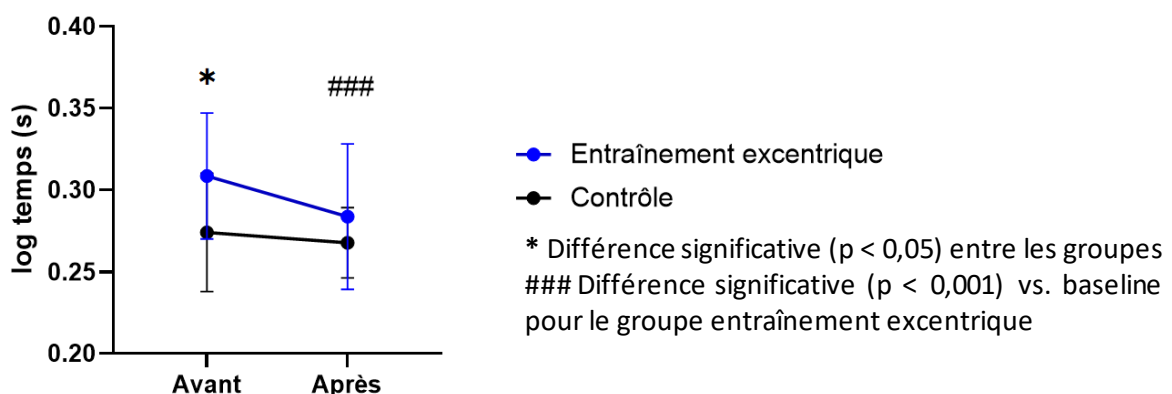 0.40
0.35
0.30
0.25
0.20
log temps (s)
*
###
Avant
Après
Entraînement excentrique
Contrôle
* Différence significative (p < 0,05) entre les groupes
### Différence significative (p < 0,001) vs. baseline
pour le groupe entraînement excentrique